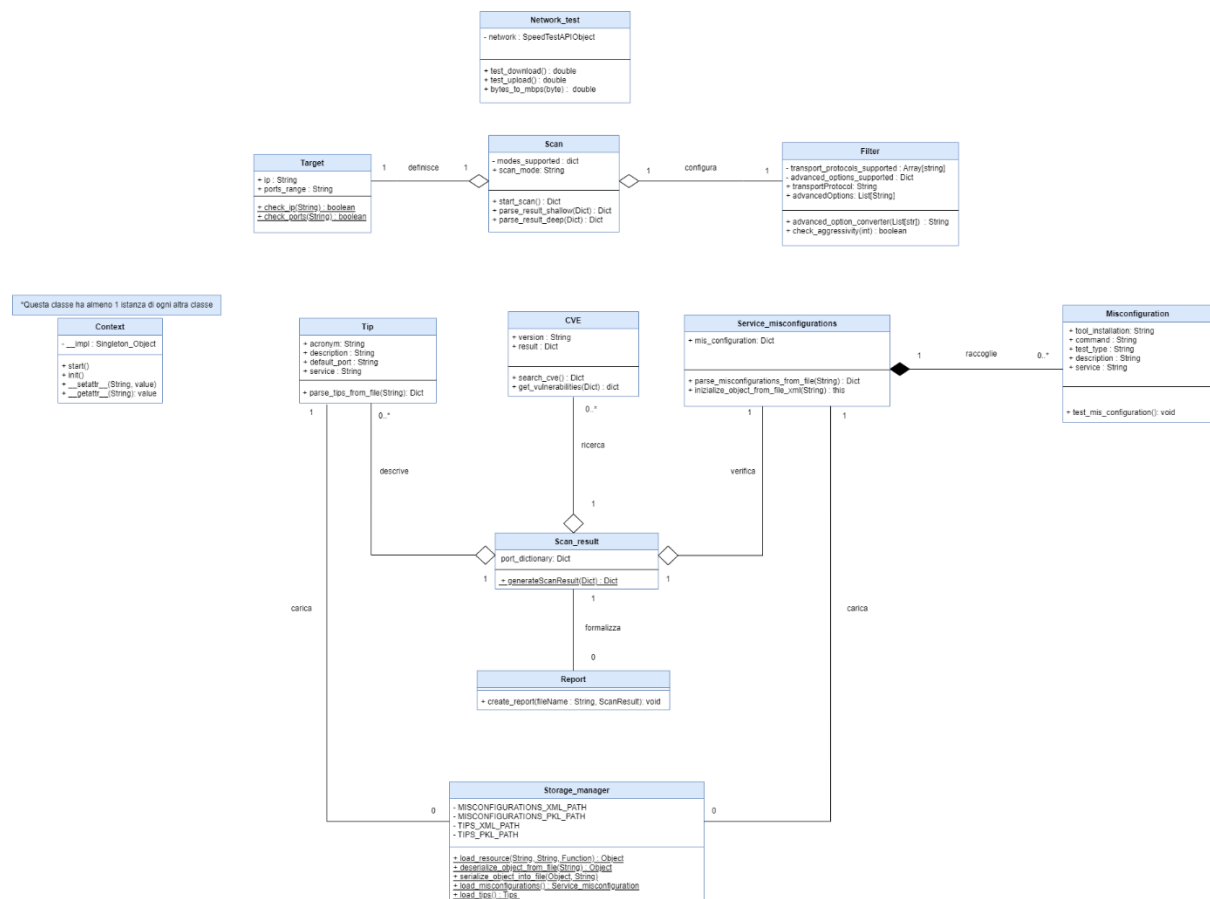 Network_test
- network : SpeedTestAPIObject
+ test_download() : double
+ test_upload() : double
+ bytes_to_mbps(byte) : double
Target
+ ip : String
+ ports_range : String
+ check_ip(String) : boolean
+ check_ports(String) : boolean
1
definisce
1
Scan
- modes_supported : dict
+ scan_mode: String
+ start_scan() : Dict
+ parse_result_shallow(Dict) : Dict
+ parse_result_deep(Dict) : Dict
1
configura
1
Filter
- transport_protocols_supported : Array[string]
- advanced_options_supported : Dict
+ transportProtocol: String
+ advancedOptions: List[String]
+ advanced_option_converter(List[str]) : String
+ check_aggressivity(int) : boolean
*Questa classe ha almeno 1 istanza di ogni altra classe
Context
- __impl : Singleton_Object
+ start()
+ init()
+ __setattr__(String, value)
+ __getattr__(String): value
Tip
+ acronym: String
+ description : String
+ default_port : String
+ service : String
+ parse_tips_from_file(String): Dict
1
0..*
CVE
+ version : String
+ result : Dict
+ search_cve() : Dict
+ get_vulnerabilities(Dict) : dict
0..*
Service_misconfigurations
+ mis_configuration: Dict
+ parse_misconfigurations_from_file(String) : Dict
+ inizialize_object_from_file_xml(String) : this
1
1
1
raccoglie
0..*
Misconfiguration
+ tool_installation: String
+ command : String
+ test_type : String
+ description : String
+ service : String
+ test_mis_configuration(): void
descrive
ricerca
verifica
1
Scan_result
port_dictionary: Dict
+ generateScanResult(Dict) : Dict
1
1
1
carica
formalizza
carica
0
Report
+ create_report(fileName : String, ScanResult): void
0
0
Storage_manager
- MISCONFIGURATIONS_XML_PATH
- MISCONFIGURATIONS_PKL_PATH
- TIPS_XML_PATH
- TIPS_PKL_PATH
+ load_resource(String, String, Function) : Object
+ deserialize_object_from_file(String) : Object
+ serialize_object_into_file(Object, String)
+ load_misconfigurations() : Service_misconfiguration
+ load_tips() : Tips